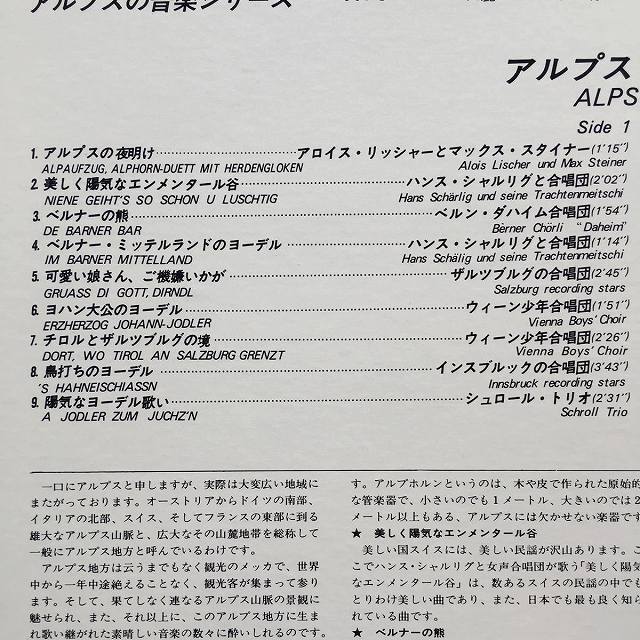 アルプスの音楽シリーズ
アルプス
ALPS
Side 1
1. アルプスの夜明け……アロイス・リッシャーとマックス・スタイナー(1'15")
ALPAUFZUG, ALPHORN-DUETT MIT HERDENGLOKEN Alois Lischer und Max Steiner
2. 美しく陽気なエンメンタール谷……ハンス・シャルリグと合唱団(2'02")
NIENE GEIHT'S SO SCHON U LUSCHTIG Hans Schärlig und seine Trachtenmeitschi
3. ベルナーの熊……ベルン・ダハイム合唱団(1'54")
DE BARNER BAR Bèrner Chörli "Daheim"
4. ベルナー・ミッテルランドのヨーデル……ハンス・シャルリグと合唱団(1'14")
IM BARNER MITTELLAND Hans Schälig und seine Trachtenmeitschi
5. 可愛い娘さん、ご機嫌いかが……ザルツブルグの合唱団(2'45")
GRUASS DI GOTT, DIRNDL Salzburg recording stars
6. ヨハン大公のヨーデル……ウィーン少年合唱団(1'51")
ERZHERZOG JOHANN-JODLER Vienna Boys' Choir
7. チロルとザルツブルグの境……ウィーン少年合唱団(2'26")
DORT, WO TIROL AN SALZBURG GRENZT Vienna Boys' Choir
8.鳥打ちのヨーデル……インスブルックの合唱団(3'43")
'S HAHNEISCHIASSN Innsbruck recording stars
9. 陽気なヨーデル歌い……シュロール・トリオ(2'31")
A JODLER ZUM JUCHZ'N Schroll Trio
一口にアルプスと申しますが、実際は大変広い地域に
またがっております。オーストリアからドイツの南部、
イタリアの北部、スイス、そしてフランスの東部に到る
雄大なアルプス山脈と、広大なその山麓地帯を総称して
一般にアルプス地方と呼んでいるわけです。
アルプス地方は云うまでもなく観光のメッカで、世界
中から一年中途絶えることなく、観光客が集まって参り
ます。そして、果てしなく連なるアルプス山脈の景観に
魅せられ、また、それ以上に、このアルプス地方に生ま
れ歌い継がれた素晴しい音楽の数々に酔いしれるのです。
す。アルプホルンというのは、木や皮で作られた原始的
な管楽器で、小さいのでも1メートル、大きいのでは2
メートル以上もある、アルプスには欠かせない楽器です
★ 美しく陽気なエンメンタール谷
美しい国スイスには、美しい民謡が沢山あります。こ
こでハンス・シャルリグと女声合唱団が歌う「美しく陽気
なエンメンタール谷」は、数あるスイスの民謡の中でも
とりわけ美しい曲であり、また、日本でも最も良く知ら
れている曲です。
★ ベルナーの熊